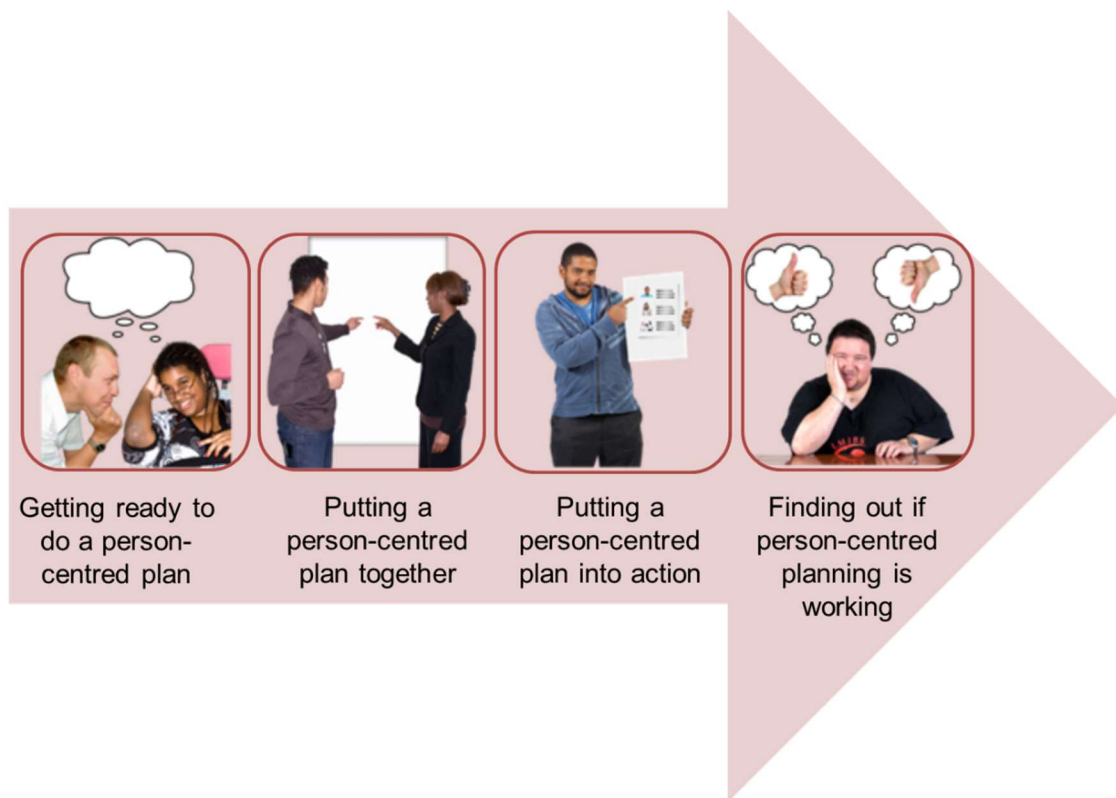 Getting ready to
do a person-
centred plan
Putting a
person-centred
plan together
Putting a
person-centred
plan into action
Finding out if
person-centred
planning is
working